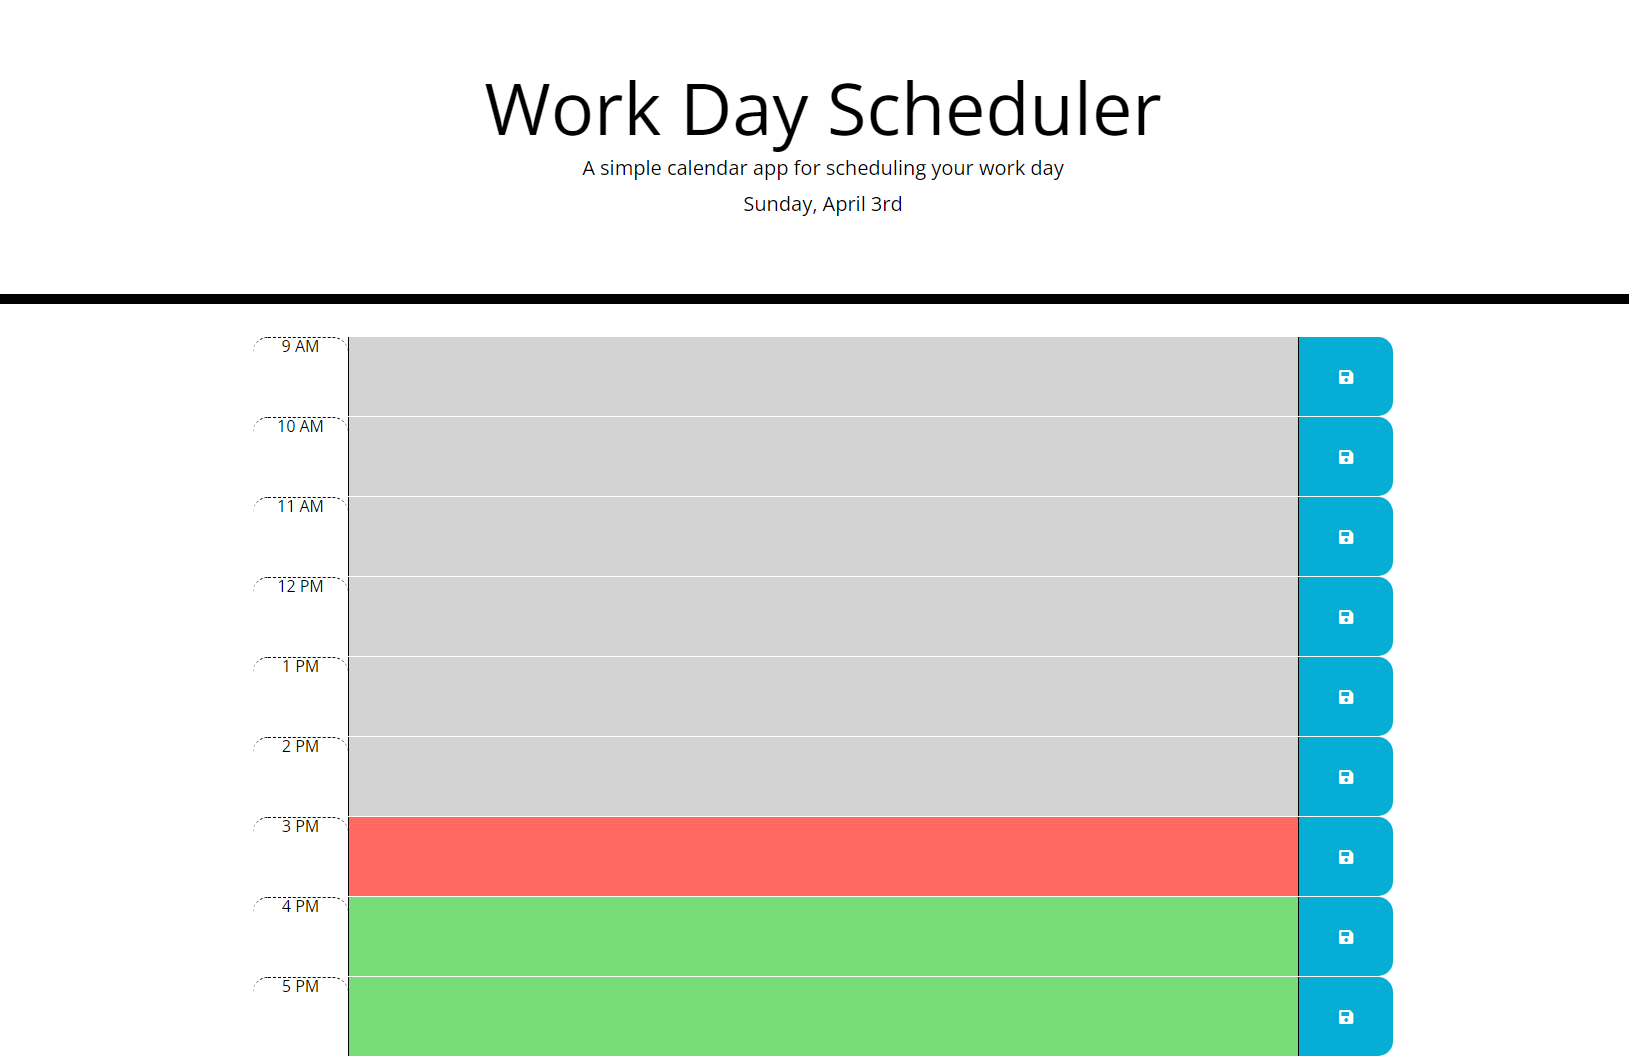 Work Day Scheduler
A simple calendar app for scheduling your work day
Sunday, April 3rd
9 AM
10 AM
11 AM
12 PM
1 PM
2 PM
3 PM
4 PM
5 PM